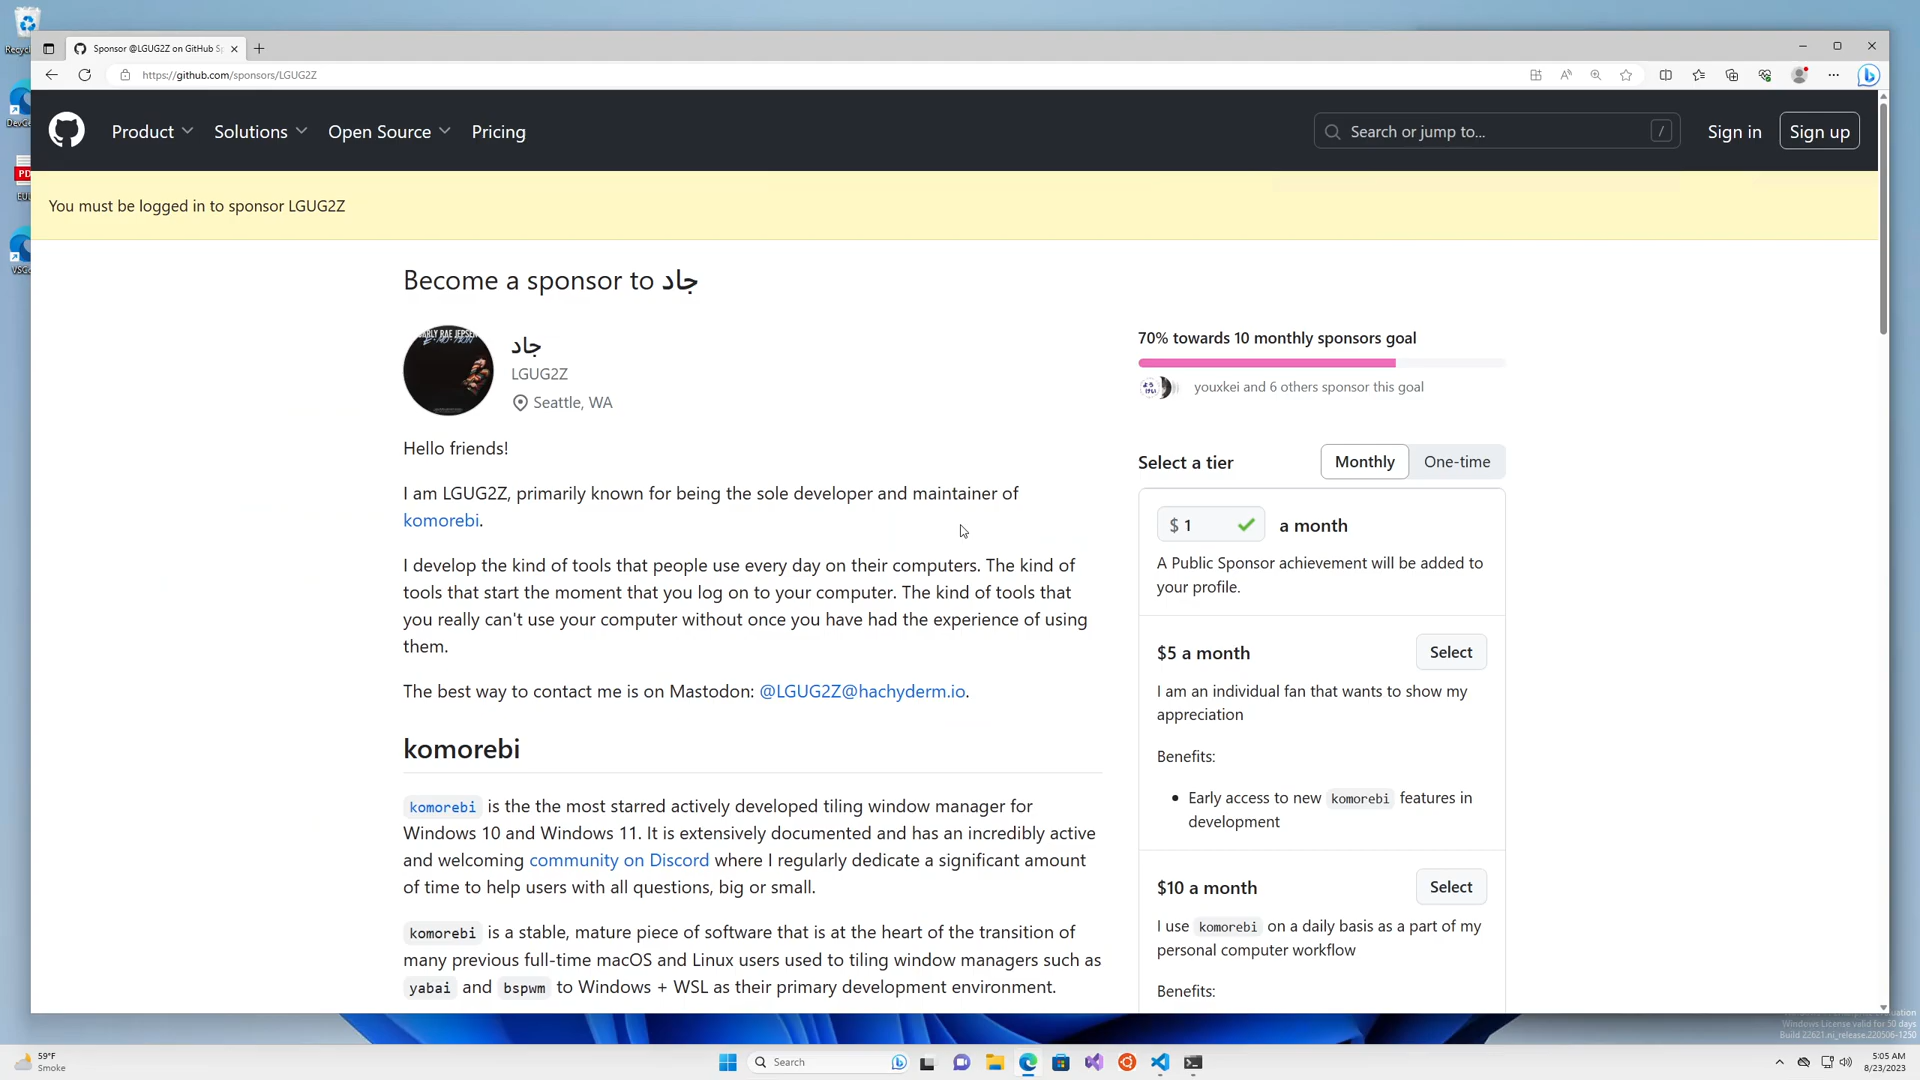 Recyc
Sponsor @LGUG2Z on GitHub Sp
https://github.com/sponsors/LGUG2Z
Product
Solutions
Open Source
Pricing
Search or jump to...
/
Sign in
Sign up
You must be logged in to sponsor LGUG2Z
Become a sponsor to جاد
جاد
LGUG2Z
Seattle, WA
Hello friends!
I am LGUG2Z, primarily known for being the sole developer and maintainer of
komorebi.
I develop the kind of tools that people use every day on their computers. The kind of
tools that start the moment that you log on to your computer. The kind of tools that
you really can't use your computer without once you have had the experience of using
them.
The best way to contact me is on Mastodon: @LGUG2Z@hachyderm.io.
komorebi
komorebi is the the most starred actively developed tiling window manager for
Windows 10 and Windows 11. It is extensively documented and has an incredibly active
and welcoming community on Discord where I regularly dedicate a significant amount
of time to help users with all questions, big or small.
komorebi is a stable, mature piece of software that is at the heart of the transition of
many previous full-time macOS and Linux users used to tiling window managers such as
yabai and bspwm to Windows + WSL as their primary development environment.
70% towards 10 monthly sponsors goal
youxkei and 6 others sponsor this goal
Select a tier
Monthly
One-time
$ 1 a month
A Public Sponsor achievement will be added to
your profile.
$5 a month
Select
I am an individual fan that wants to show my
appreciation
Benefits:
Early access to new komorebi features in
development
$10 a month
Select
I use komorebi on a daily basis as a part of my
personal computer workflow
Benefits:
Windows License valid for 50 days
Build 22621.ni_release.220506-1250
59°F
Smoke
Search
5:05 AM
8/23/2023